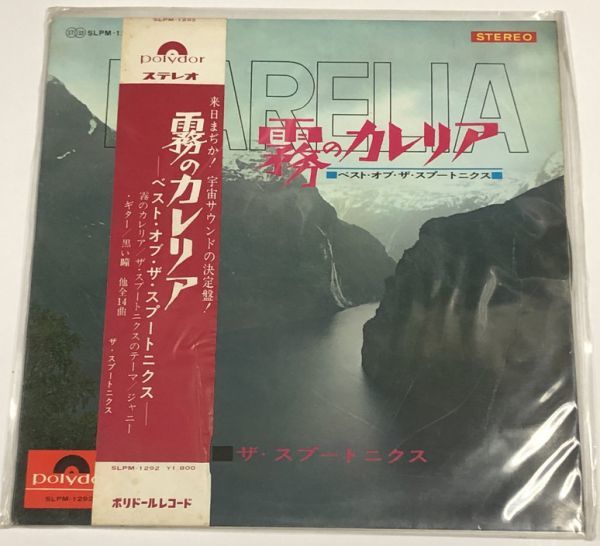 SLPM-1292
Polydor
ステレオ
霧のカレリア
—ベスト・オブ・ザ・スプートニクス—
来日まぢか！宇宙サウンドの決定盤！
霧のカレリア／ザ・スプートニクスのテーマ／ジャニー
・ギター／黒い瞳　他全14曲
ザ・スプートニクス
SLPM-1292 ¥1,800
ポリドールレコード
SLPM-1
STEREO
ARELIA
霧のカレリア
■ベスト・オブ・ザ・スプートニクス■
■ザ・スプートニクス
Polydor
SLPM-1292